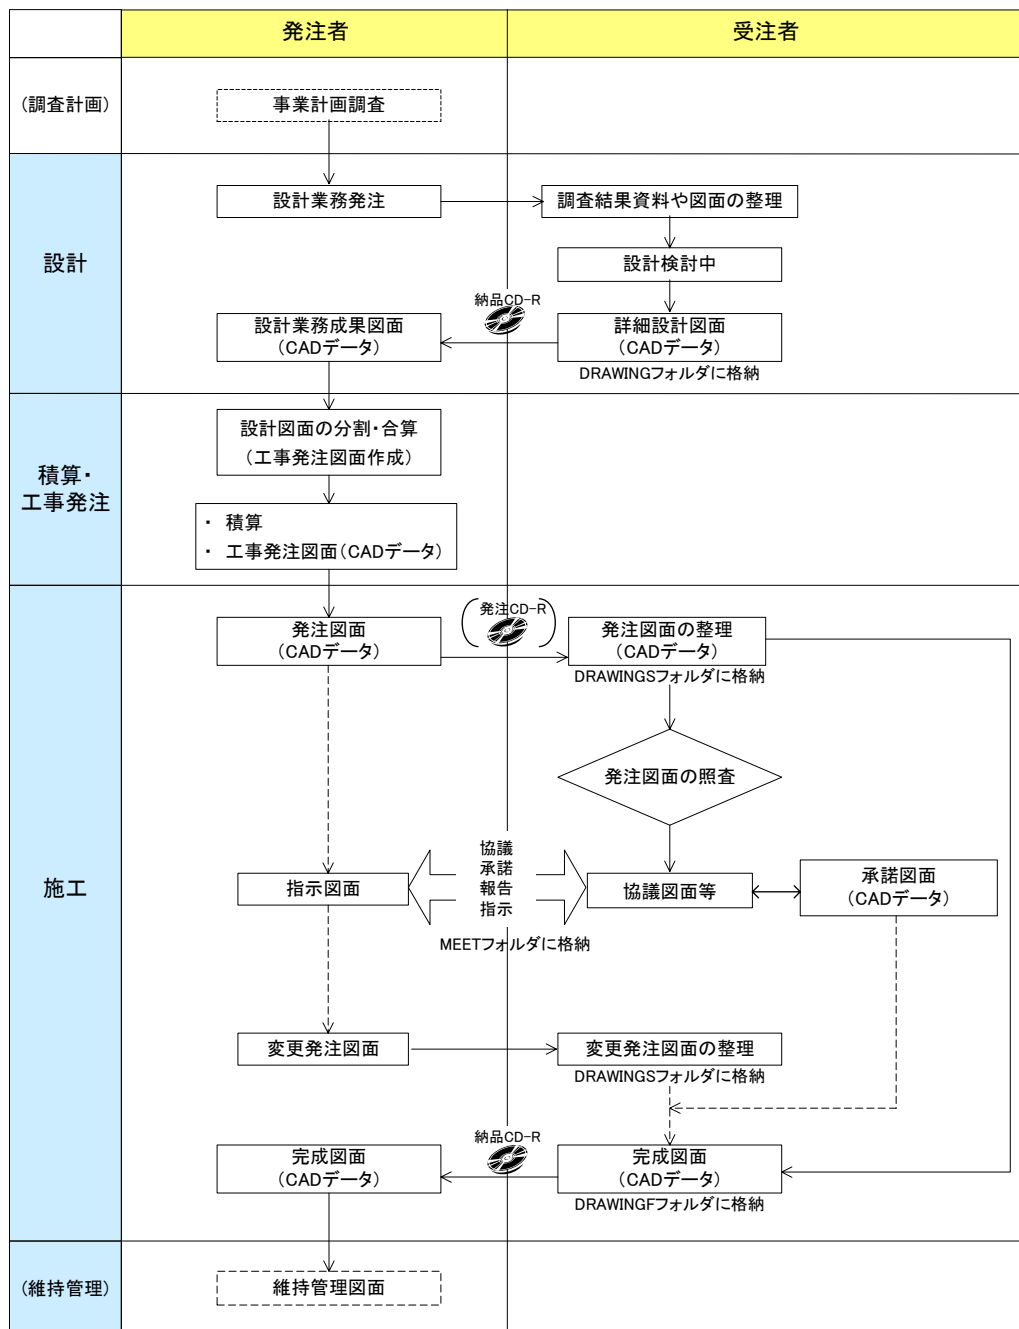 発注者
受注者
(調査計画)
事業計画調査
設計
設計業務発注
調査結果資料や図面の整理
設計検討中
納品CD-R
設計業務成果図面
(CADデータ)
詳細設計図面
(CADデータ)
DRAWINGフォルダに格納
積算・
工事発注
設計図面の分割・合算
(工事発注図面作成)
・ 積算
・ 工事発注図面(CADデータ)
施工
発注図面
(CADデータ)
発注CD-R
発注図面の整理
(CADデータ)
DRAWINGSフォルダに格納
発注図面の照査
協議
承諾
報告
指示
指示図面
協議図面等
承諾図面
(CADデータ)
MEETフォルダに格納
変更発注図面
変更発注図面の整理
DRAWINGSフォルダに格納
納品CD-R
完成図面
(CADデータ)
完成図面
(CADデータ)
DRAWINGFフォルダに格納
(維持管理)
維持管理図面